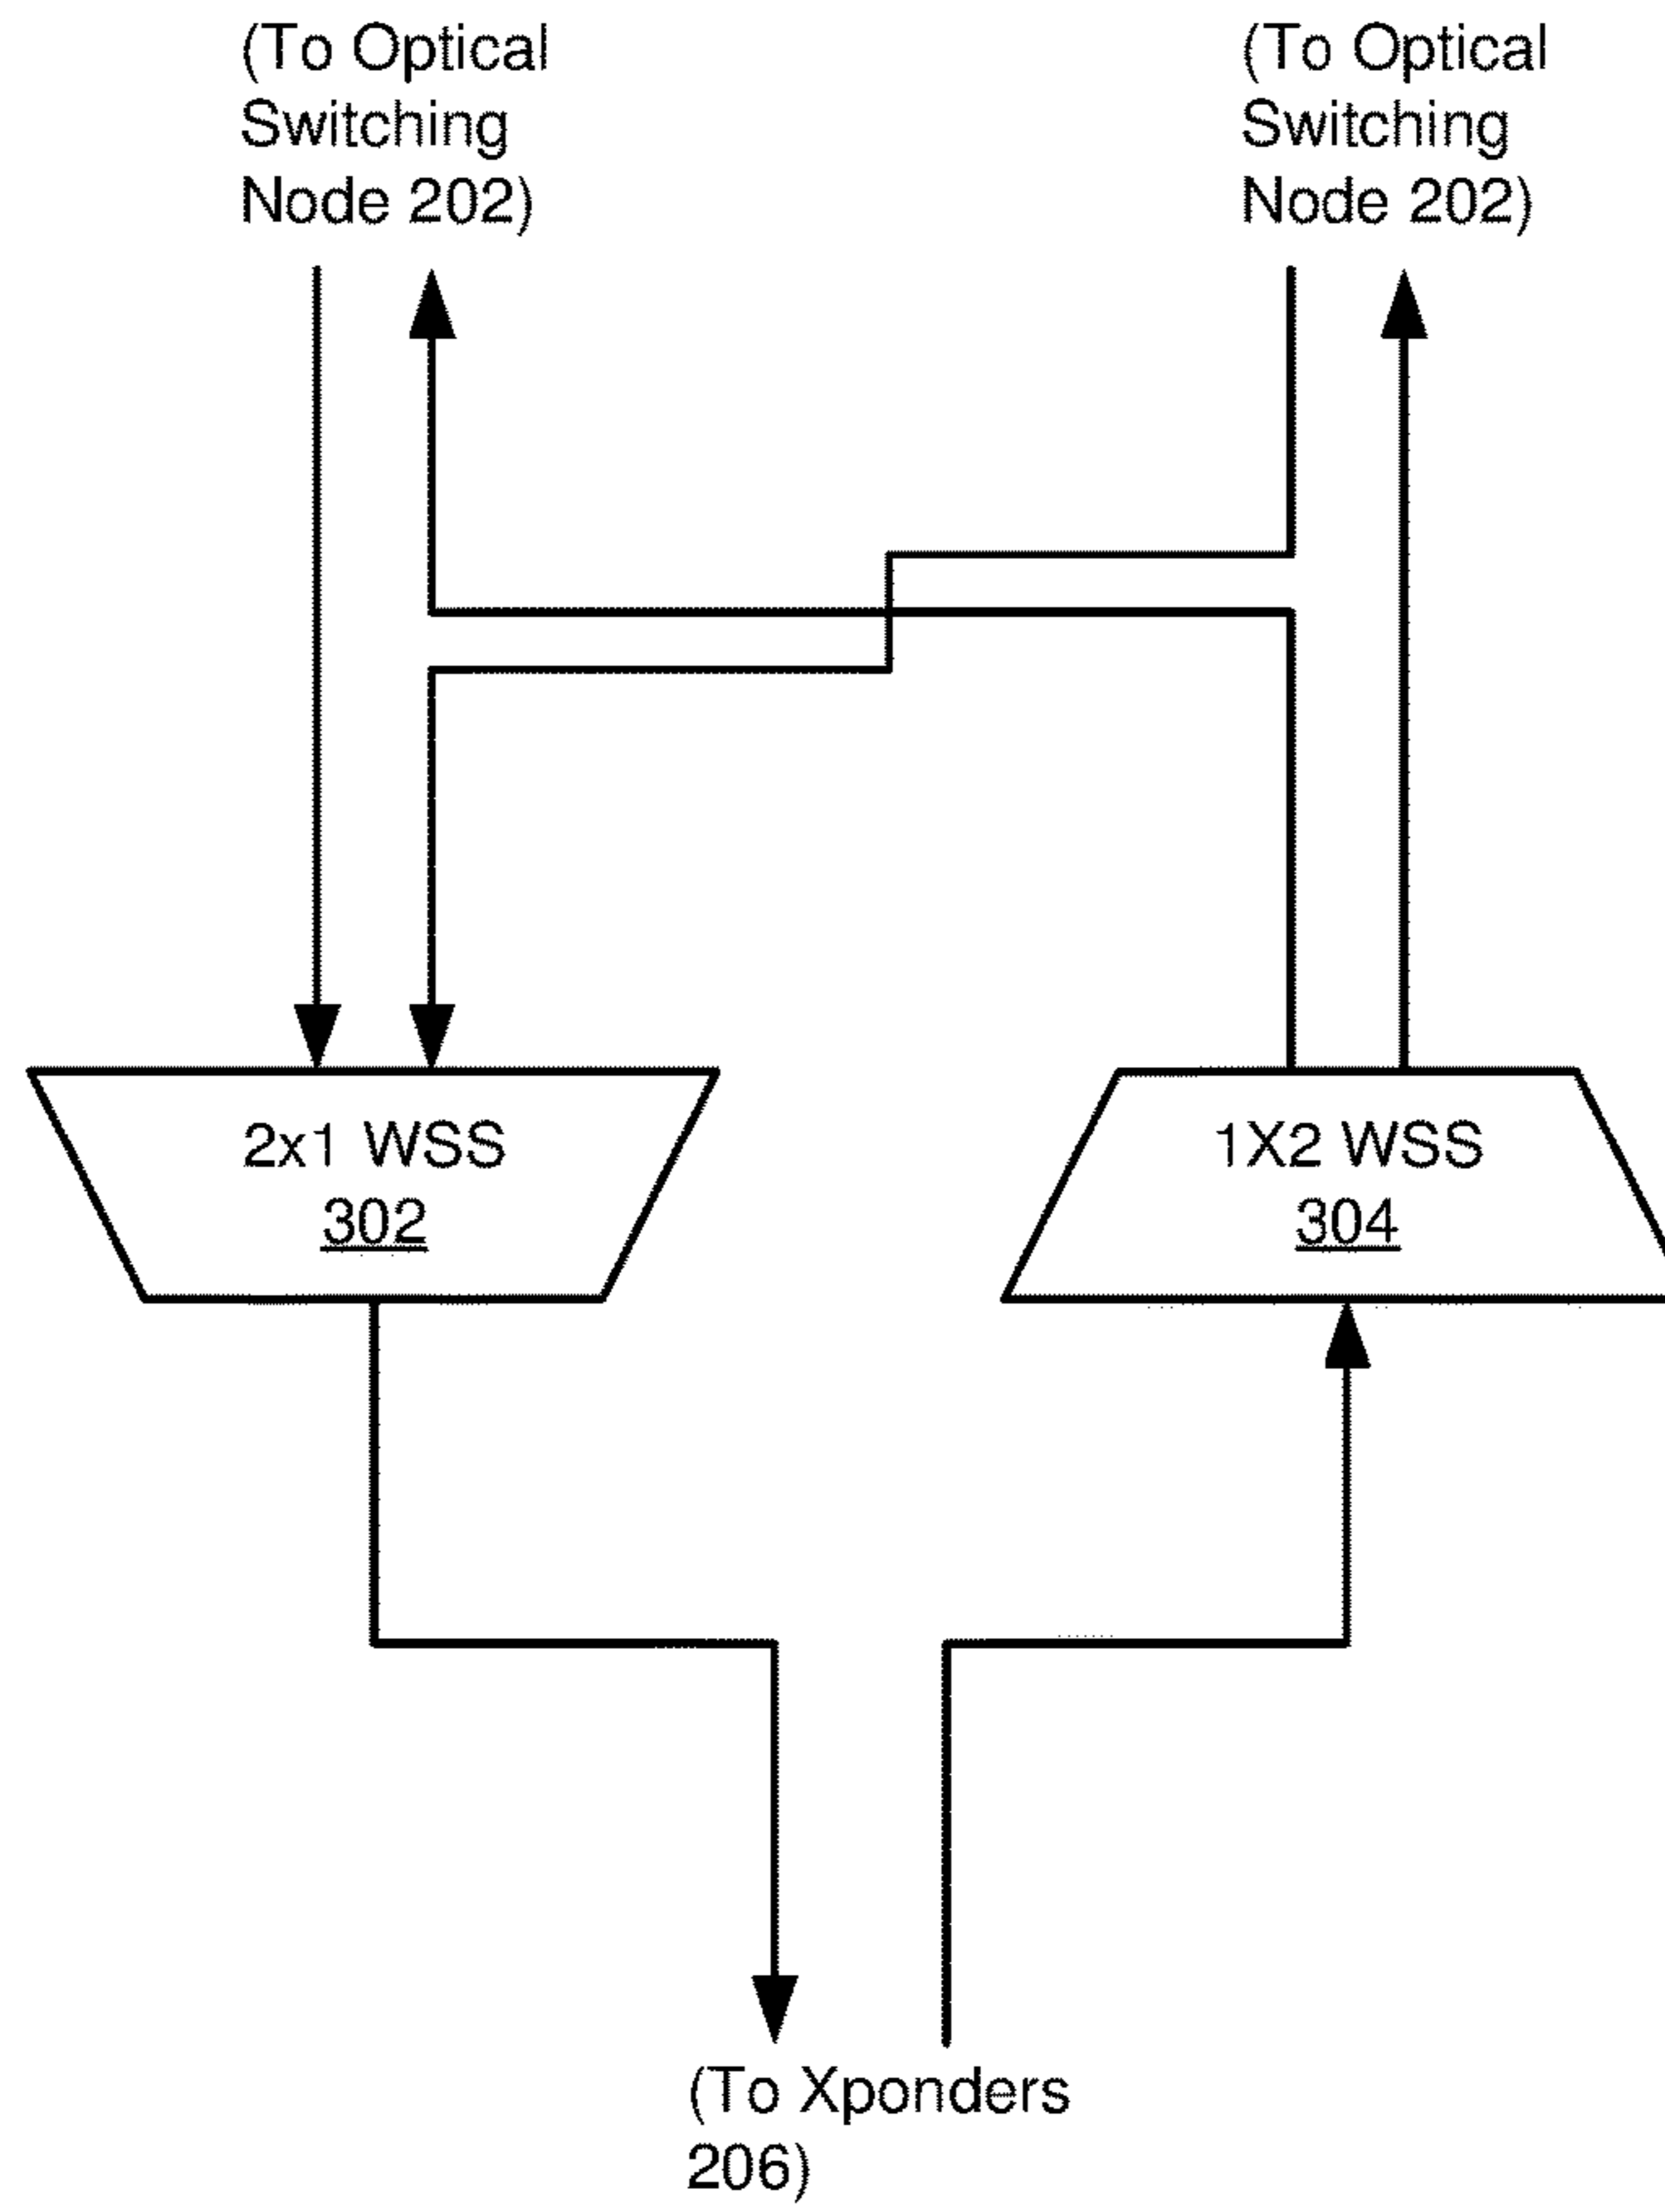 (To Optical
Switching
Node 202)
(To Optical
Switching
Node 202)
2x1 WSS
302
1X2 WSS
304
(To Xponders
206)